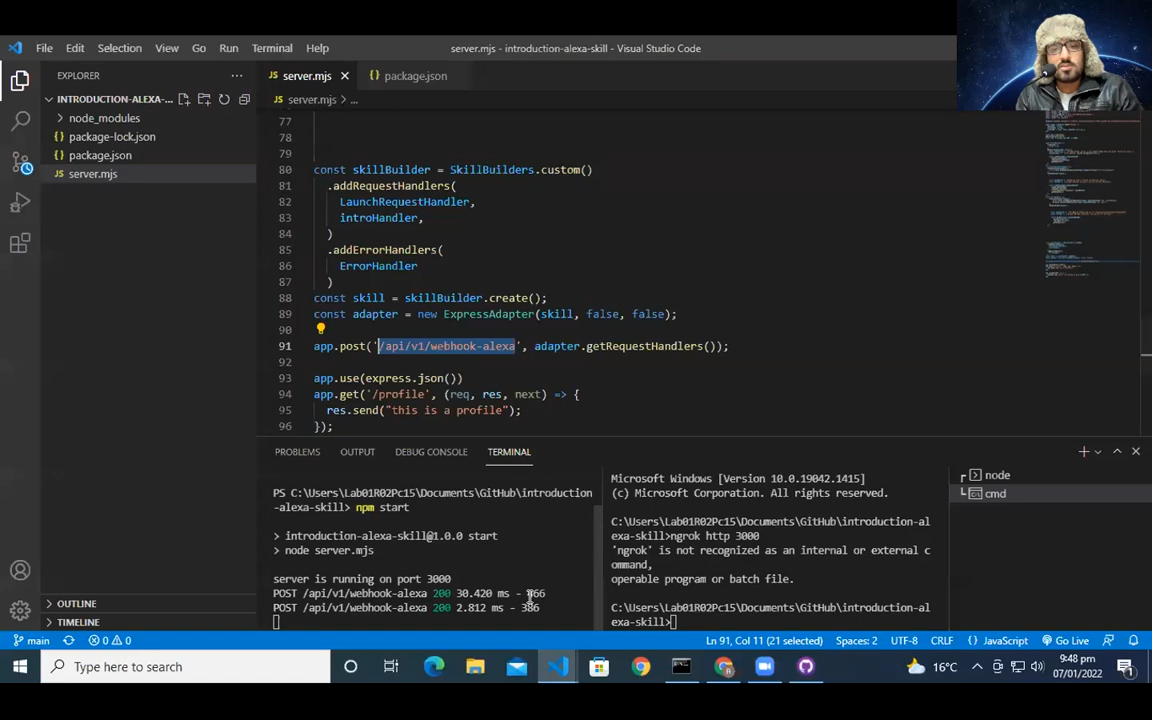 File Edit Selection View Go Run Terminal Help
server.mjs - introduction-alexa-skill - Visual Studio Code
EXPLORER
INTRODUCTION-ALEXA-...
node_modules
package-lock.json
package.json
server.mjs
OUTLINE
TIMELINE
JS server.mjs
{} package.json
JS server.mjs > ...
77
78
79
80 const skillBuilder = SkillBuilders.custom()
81 .addRequestHandlers(
82 LaunchRequestHandler,
83 introHandler,
84 )
85 .addErrorHandlers(
86 ErrorHandler
87 )
88 const skill = skillBuilder.create();
89 const adapter = new ExpressAdapter(skill, false, false);
90
91 app.post('/api/v1/webhook-alexa', adapter.getRequestHandlers());
92
93 app.use(express.json())
94 app.get('/profile', (req, res, next) => {
95 res.send("this is a profile");
96 });
PROBLEMS OUTPUT DEBUG CONSOLE TERMINAL
PS C:\Users\Lab01R02Pc15\Documents\GitHub\introduction
-alexa-skill> npm start
> introduction-alexa-skill@1.0.0 start
> node server.mjs
server is running on port 3000
POST /api/v1/webhook-alexa 200 30.420 ms -
POST /api/v1/webhook-alexa 200 2.812 ms - 386
Microsoft Windows [Version 10.0.19042.1415]
(c) Microsoft Corporation. All rights reserved.
C:\Users\Lab01R02Pc15\Documents\GitHub\introduction-al
exa-skill>ngrok http 3000
'ngrok' is not recognized as an internal or external c
ommand,
operable program or batch file.
C:\Users\Lab01R02Pc15\Documents\GitHub\introduction-al
exa-skill>
node
cmd
main
Ln 91, Col 11 (21 selected) Spaces: 2 UTF-8 CRLF JavaScript Go Live
Type here to search
16°C
9:48 pm
07/01/2022
1